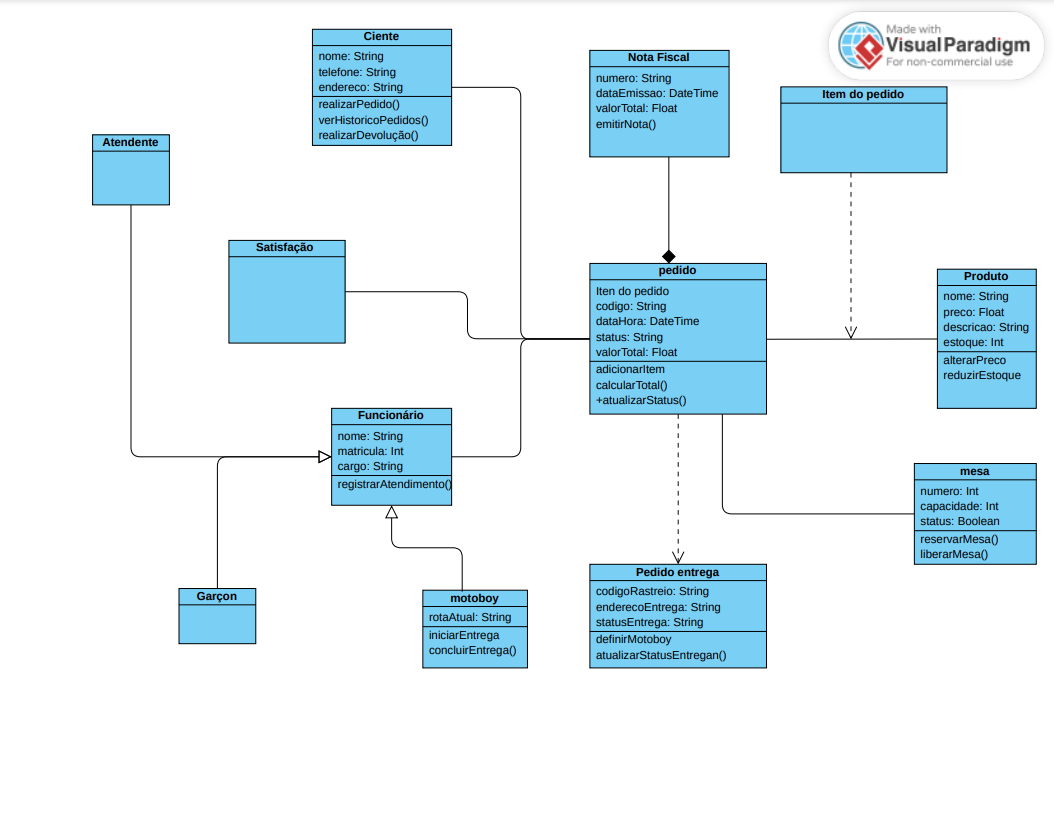 Made with
Visual Paradigm
For non-commercial use
Ciente
nome: String
telefone: String
endereco: String
realizarPedido()
verHistoricoPedidos()
realizarDevolução()
Nota Fiscal
numero: String
dataEmissao: DateTime
valorTotal: Float
emitirNota()
Item do pedido
Atendente
Satisfação
pedido
Iten do pedido
codigo: String
dataHora: DateTime
status: String
valorTotal: Float
adicionarItem
calcularTotal()
+atualizarStatus()
Produto
nome: String
preco: Float
descricao: String
estoque: Int
alterarPreco
reduzirEstoque
Funcionário
nome: String
matricula: Int
cargo: String
registrarAtendimento()
mesa
numero: Int
capacidade: Int
status: Boolean
reservarMesa()
liberarMesa()
Garçon
motoboy
rotaAtual: String
iniciarEntrega
concluirEntrega()
Pedido entrega
codigoRastreio: String
enderecoEntrega: String
statusEntrega: String
definirMotoboy
atualizarStatusEntregan()